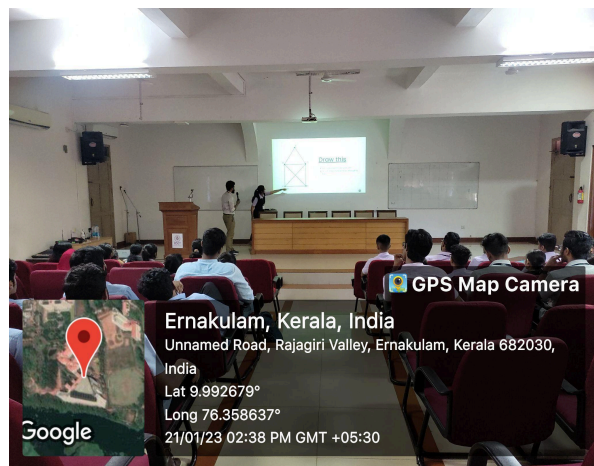 Draw this
GPS Map Camera
Ernakulam, Kerala, India
Unnamed Road, Rajagiri Valley, Ernakulam, Kerala 682030,
India
Lat 9.992679°
Long 76.358637°
21/01/23 02:38 PM GMT +05:30
Google